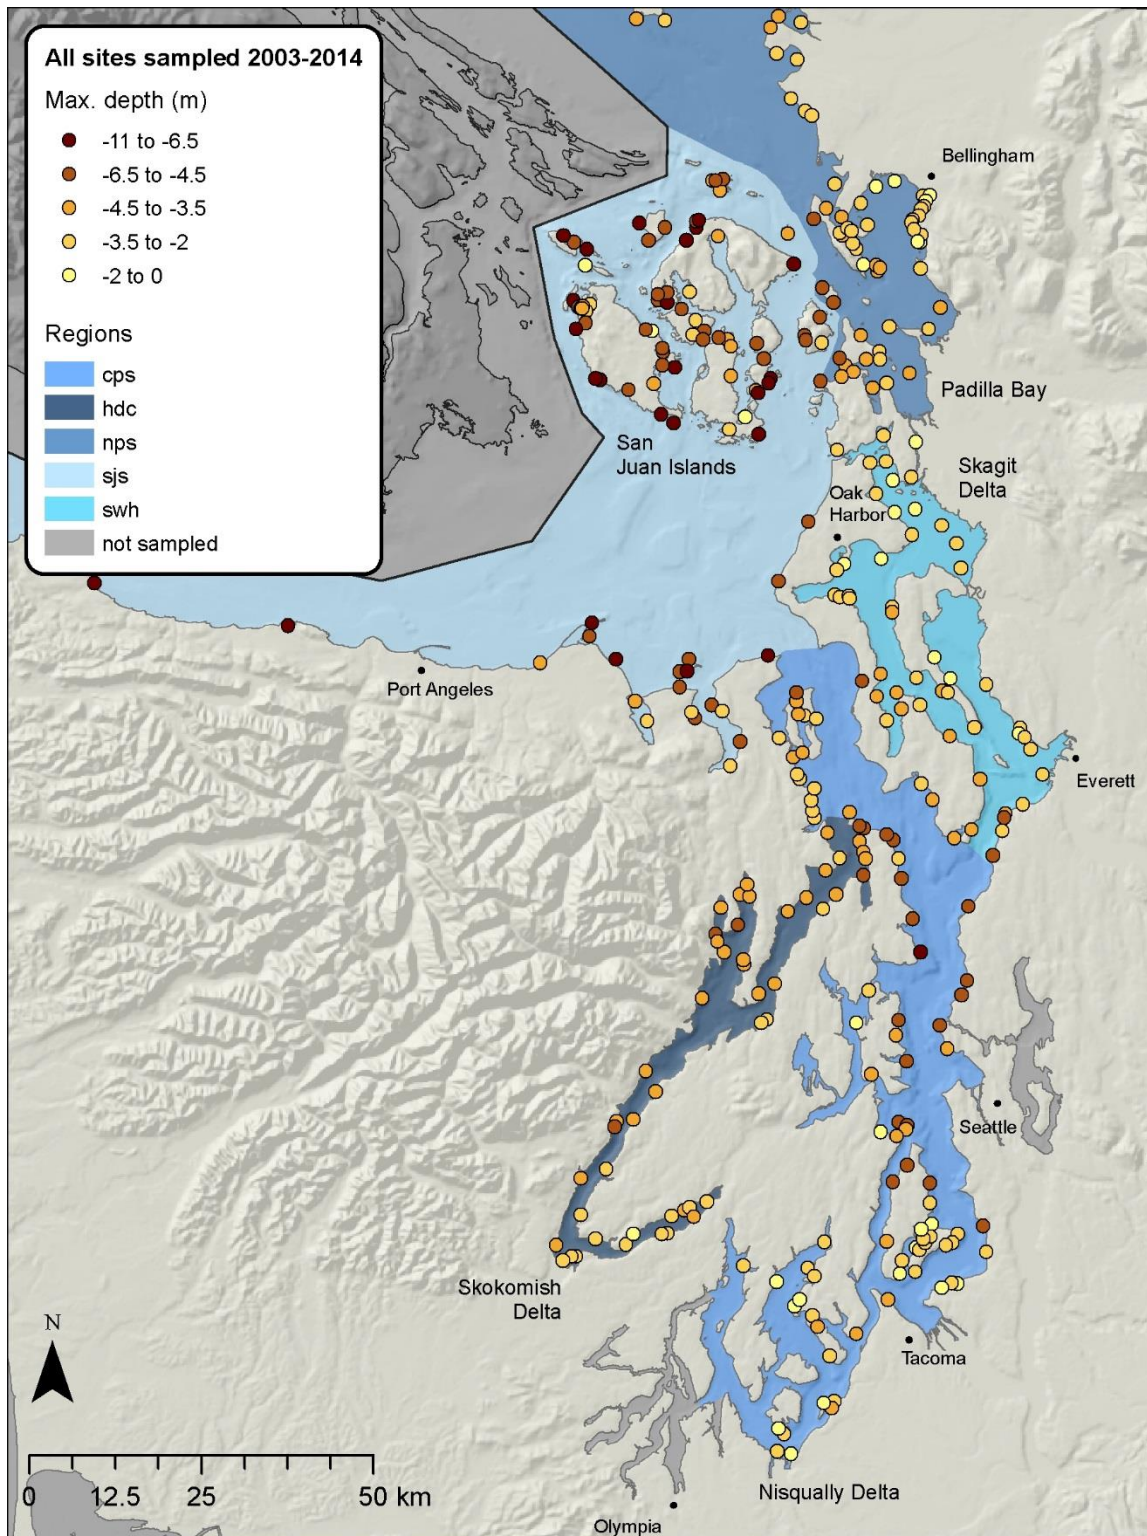 All sites sampled 2003-2014
Max. depth (m)
-11 to -6.5
-6.5 to -4.5
-4.5 to -3.5
-3.5 to -2
-2 to 0
Regions
cps
hdc
nps
sjs
swh
not sampled
Bellingham
Padilla Bay
San
Juan Islands
Skagit
Delta
Oak
Harbor
Port Angeles
Everett
Seattle
Skokomish
Delta
Tacoma
Nisqually Delta
Olympia
N
0 12.5 25 50 km